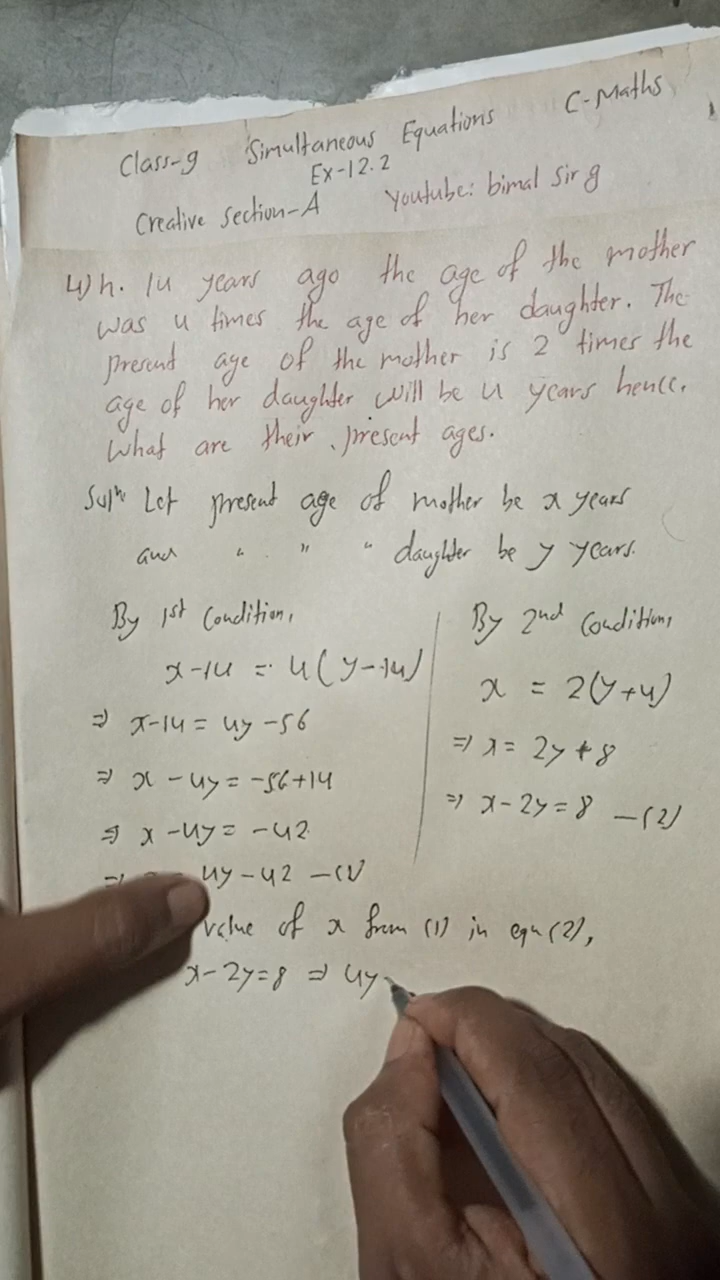 Class-9 Simultaneous Equations C-Maths
Ex-12.2
Creative Section-A Youtube: bimal Sir 9
4) h. 14 years ago the age of the mother
was 4 times the age of her daughter. The
present age of the mother is 2 times the
age of her daughter will be 4 years hence.
What are their present ages.
Solⁿ Let present age of mother be x years
and " " " daughter be y years.
By 1st Condition,
x-14 = 4(y-14)
⇒ x-14 = 4y-56
⇒ x-4y = -56+14
⇒ x-4y = -42
4y-42 -(1)
By 2nd Condition,
x = 2(y+4)
⇒ x = 2y+8
⇒ x-2y=8 -(2)
value of x from (1) in eqn (2),
x-2y=8 ⇒ 4y